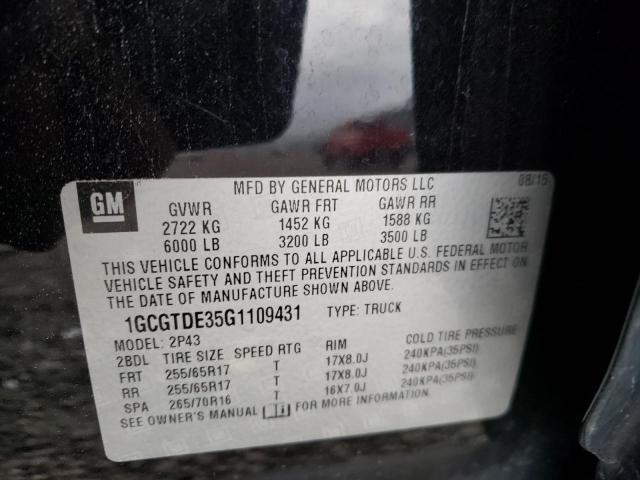 GM
MFD BY GENERAL MOTORS LLC 08/15
GVWR GAWR FRT GAWR RR
2722 KG 1452 KG 1588 KG
6000 LB 3200 LB 3500 LB
THIS VEHICLE CONFORMS TO ALL APPLICABLE U.S. FEDERAL MOTOR
VEHICLE SAFETY AND THEFT PREVENTION STANDARDS IN EFFECT ON
THE DATE OF MANUFACTURE SHOWN ABOVE.
1GCGTDE35G1109431 TYPE: TRUCK
MODEL: 2P43
2BDL TIRE SIZE SPEED RTG RIM COLD TIRE PRESSURE
FRT 255/65R17 T 17X8.0J 240KPA(35PSI)
RR 255/65R17 T 17X8.0J 240KPA(35PSI)
SPA 265/70R16 T 16X7.0J 240KPA(35PSI)
SEE OWNER'S MANUAL FOR MORE INFORMATION.